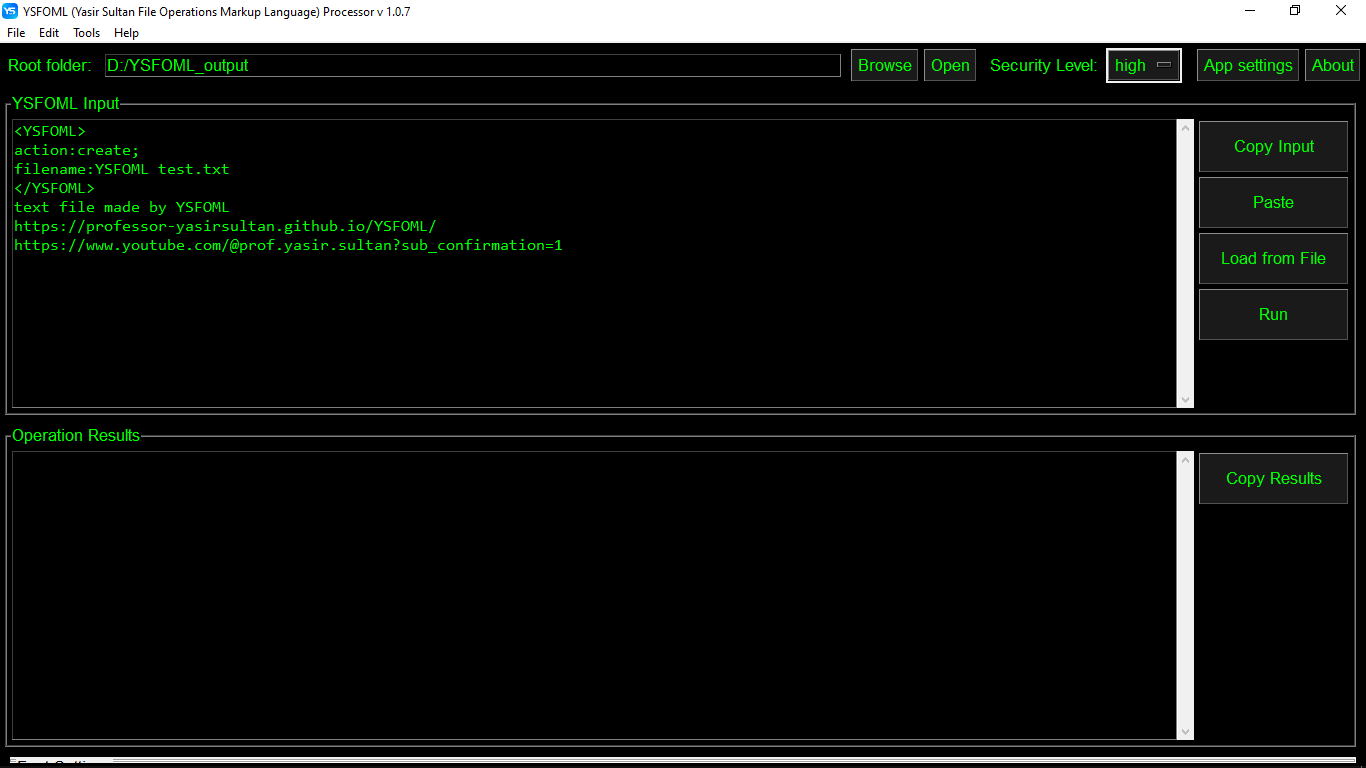 YS YSFOML (Yasir Sultan File Operations Markup Language) Processor v 1.0.7
File Edit Tools Help
Root folder: D:/YSFOML_output Browse Open Security Level: high App settings About
YSFOML Input
<YSFOML>
action:create;
filename:YSFOML test.txt
</YSFOML>
text file made by YSFOML
https://professor-yasirsultan.github.io/YSFOML/
https://www.youtube.com/@prof.yasir.sultan?sub_confirmation=1
Copy Input
Paste
Load from File
Run
Operation Results
Copy Results